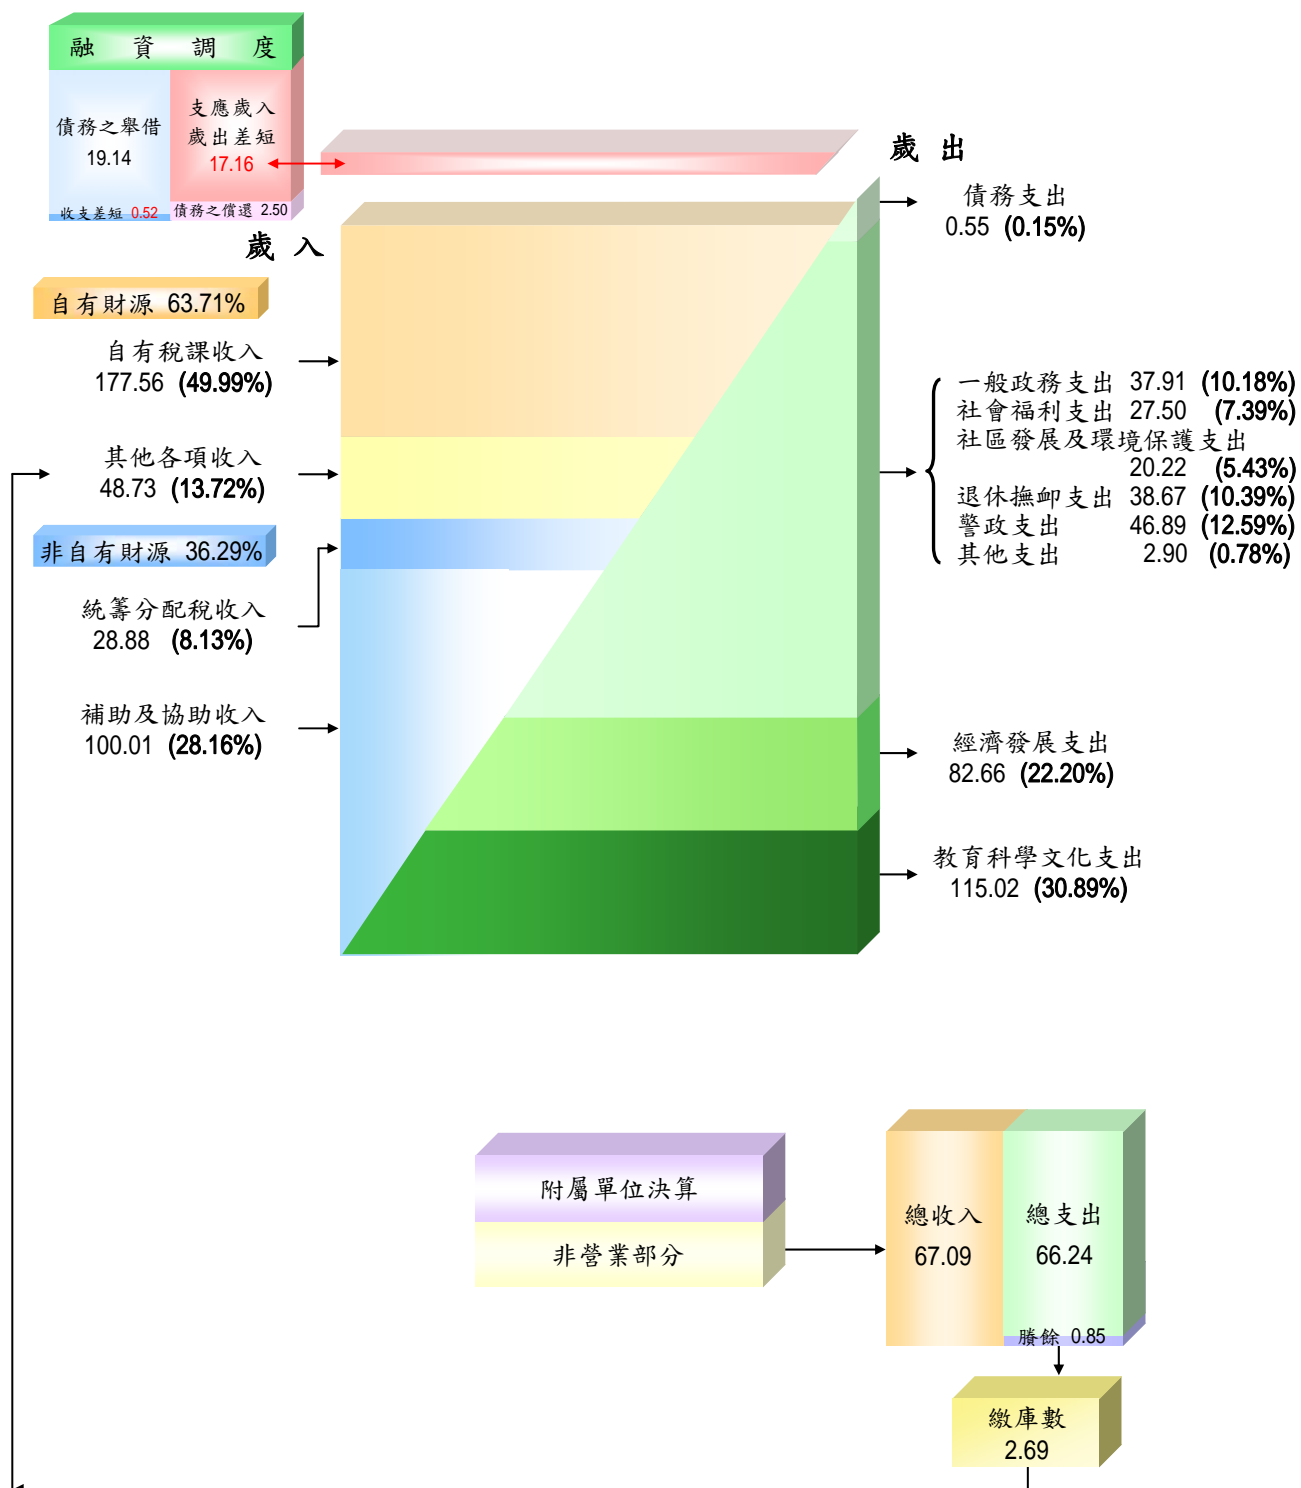 融資調度
債務之舉借
19.14
支應歲入
歲出差短
17.16
收支差短 0.52
債務之償還 2.50
歲出
債務支出
0.55 (0.15%)
歲入
自有財源 63.71%
自有稅課收入
177.56 (49.99%)
其他各項收入
48.73 (13.72%)
非自有財源 36.29%
統籌分配稅收入
28.88 (8.13%)
補助及協助收入
100.01 (28.16%)
一般政務支出 37.91 (10.18%)
社會福利支出 27.50 (7.39%)
社區發展及環境保護支出
20.22 (5.43%)
退休撫卹支出 38.67 (10.39%)
警政支出 46.89 (12.59%)
其他支出 2.90 (0.78%)
經濟發展支出
82.66 (22.20%)
教育科學文化支出
115.02 (30.89%)
附屬單位決算
非營業部分
總收入
67.09
總支出
66.24
賸餘 0.85
繳庫數
2.69